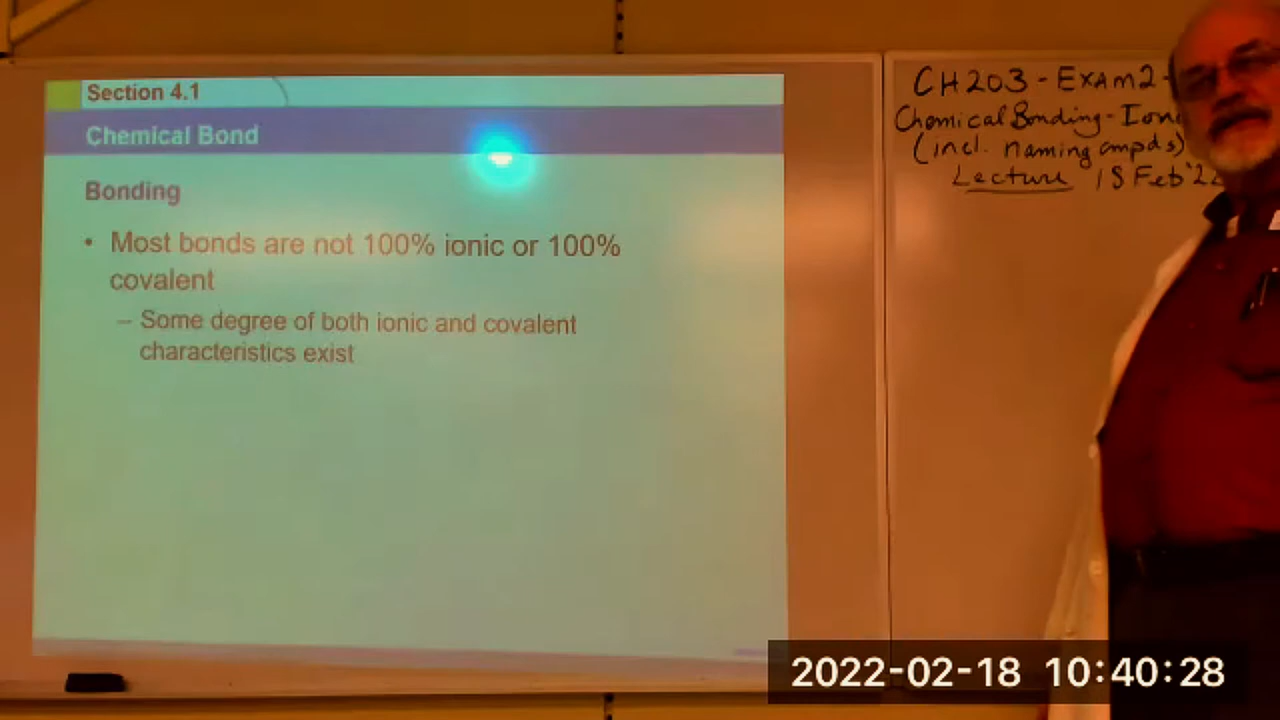 Section 4.1
Chemical Bond
Bonding
• Most bonds are not 100% ionic or 100%
covalent
– Some degree of both ionic and covalent
characteristics exist
CH203 - EXAM2 -
Chemical Bonding - Ionic
(incl. naming cmpds)
Lecture 18 Feb '22
2022-02-18 10:40:28